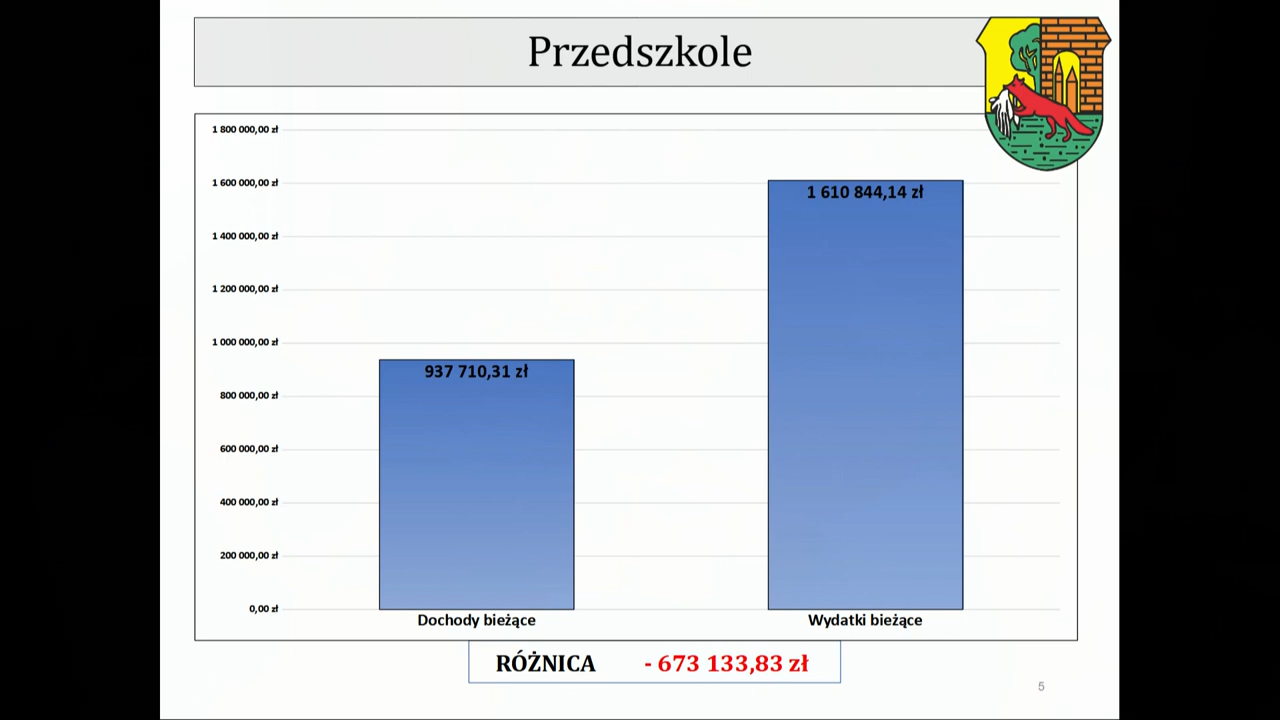 Przedszkole
1 800 000,00 zł
1 600 000,00 zł
1 400 000,00 zł
1 200 000,00 zł
1 000 000,00 zł
800 000,00 zł
600 000,00 zł
400 000,00 zł
200 000,00 zł
0,00 zł
937 710,31 zł
1 610 844,14 zł
Dochody bieżące
Wydatki bieżące
RÓŻNICA - 673 133,83 zł
5